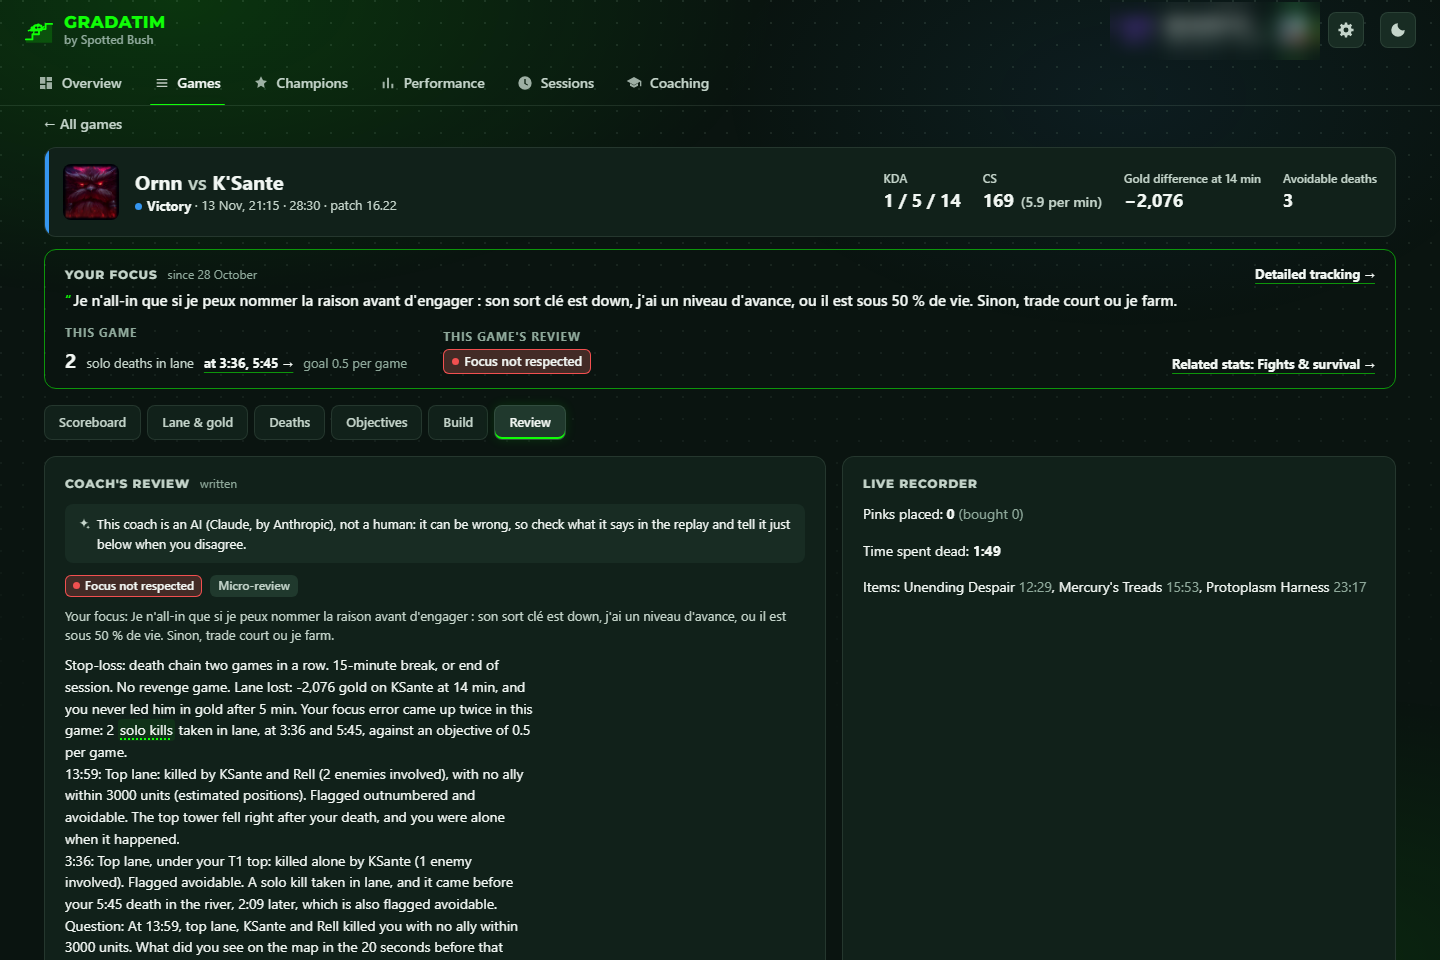 GRADATIM
by Spotted Bush
Overview
Games
Champions
Performance
Sessions
Coaching
← All games
Ornn vs K'Sante
Victory · 13 Nov, 21:15 · 28:30 · patch 16.22
KDA
1 / 5 / 14
CS
169 (5.9 per min)
Gold difference at 14 min
−2,076
Avoidable deaths
3
YOUR FOCUS since 28 October
Detailed tracking →
“Je n'all-in que si je peux nommer la raison avant d'engager : son sort clé est down, j'ai un niveau d'avance, ou il est sous 50 % de vie. Sinon, trade court ou je farm.
THIS GAME
2 solo deaths in lane at 3:36, 5:45 → goal 0.5 per game
THIS GAME'S REVIEW
Focus not respected
Related stats: Fights & survival →
Scoreboard
Lane & gold
Deaths
Objectives
Build
Review
COACH'S REVIEW written
This coach is an AI (Claude, by Anthropic), not a human: it can be wrong, so check what it says in the replay and tell it just
below when you disagree.
Focus not respected
Micro-review
Your focus: Je n'all-in que si je peux nommer la raison avant d'engager : son sort clé est down, j'ai un niveau d'avance, ou il est
sous 50 % de vie. Sinon, trade court ou je farm.
Stop-loss: death chain two games in a row. 15-minute break, or end of
session. No revenge game. Lane lost: -2,076 gold on KSante at 14 min, and
you never led him in gold after 5 min. Your focus error came up twice in this
game: 2 solo kills taken in lane, at 3:36 and 5:45, against an objective of 0.5
per game.
13:59: Top lane: killed by KSante and Rell (2 enemies involved), with no ally
within 3000 units (estimated positions). Flagged outnumbered and
avoidable. The top tower fell right after your death, and you were alone
when it happened.
3:36: Top lane, under your T1 top: killed alone by KSante (1 enemy
involved). Flagged avoidable. A solo kill taken in lane, and it came before
your 5:45 death in the river, 2:09 later, which is also flagged avoidable.
Question: At 13:59, top lane, KSante and Rell killed you with no ally within
3000 units. What did you see on the map in the 20 seconds before that
LIVE RECORDER
Pinks placed: 0 (bought 0)
Time spent dead: 1:49
Items: Unending Despair 12:29, Mercury's Treads 15:53, Protoplasm Harness 23:17